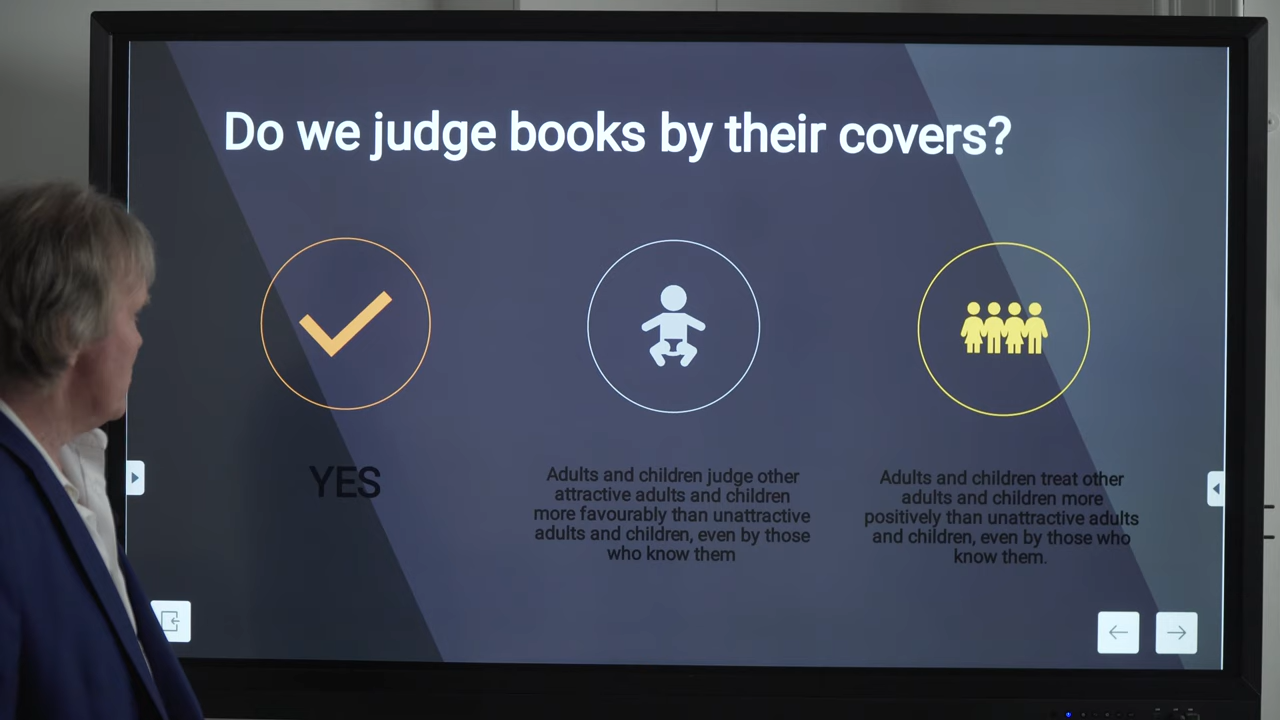 Do we judge books by their covers?
YES
Adults and children judge other
attractive adults and children
more favourably than unattractive
adults and children, even by those
who know them
Adults and children treat other
adults and children more
positively than unattractive adults
and children, even by those who
know them.